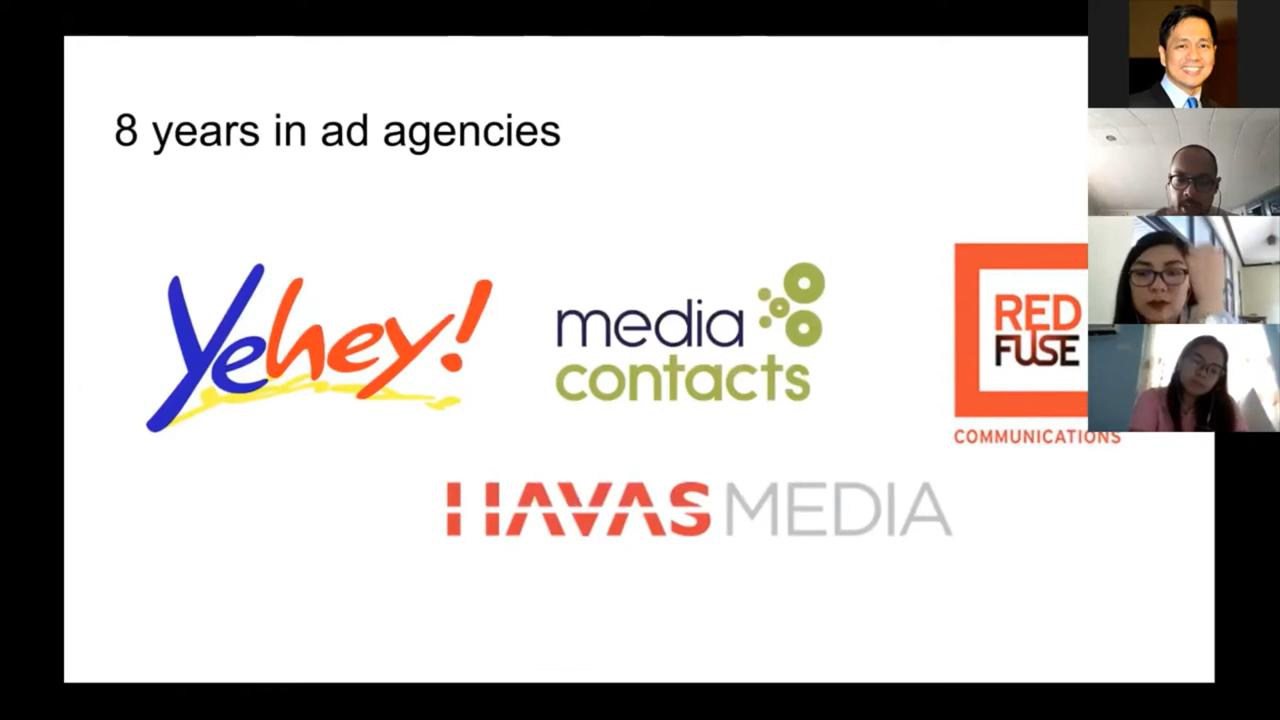 8 years in ad agencies
Yehey!
media
contacts
RED
FUSE
COMMUNICATIONS
HAVAS MEDIA